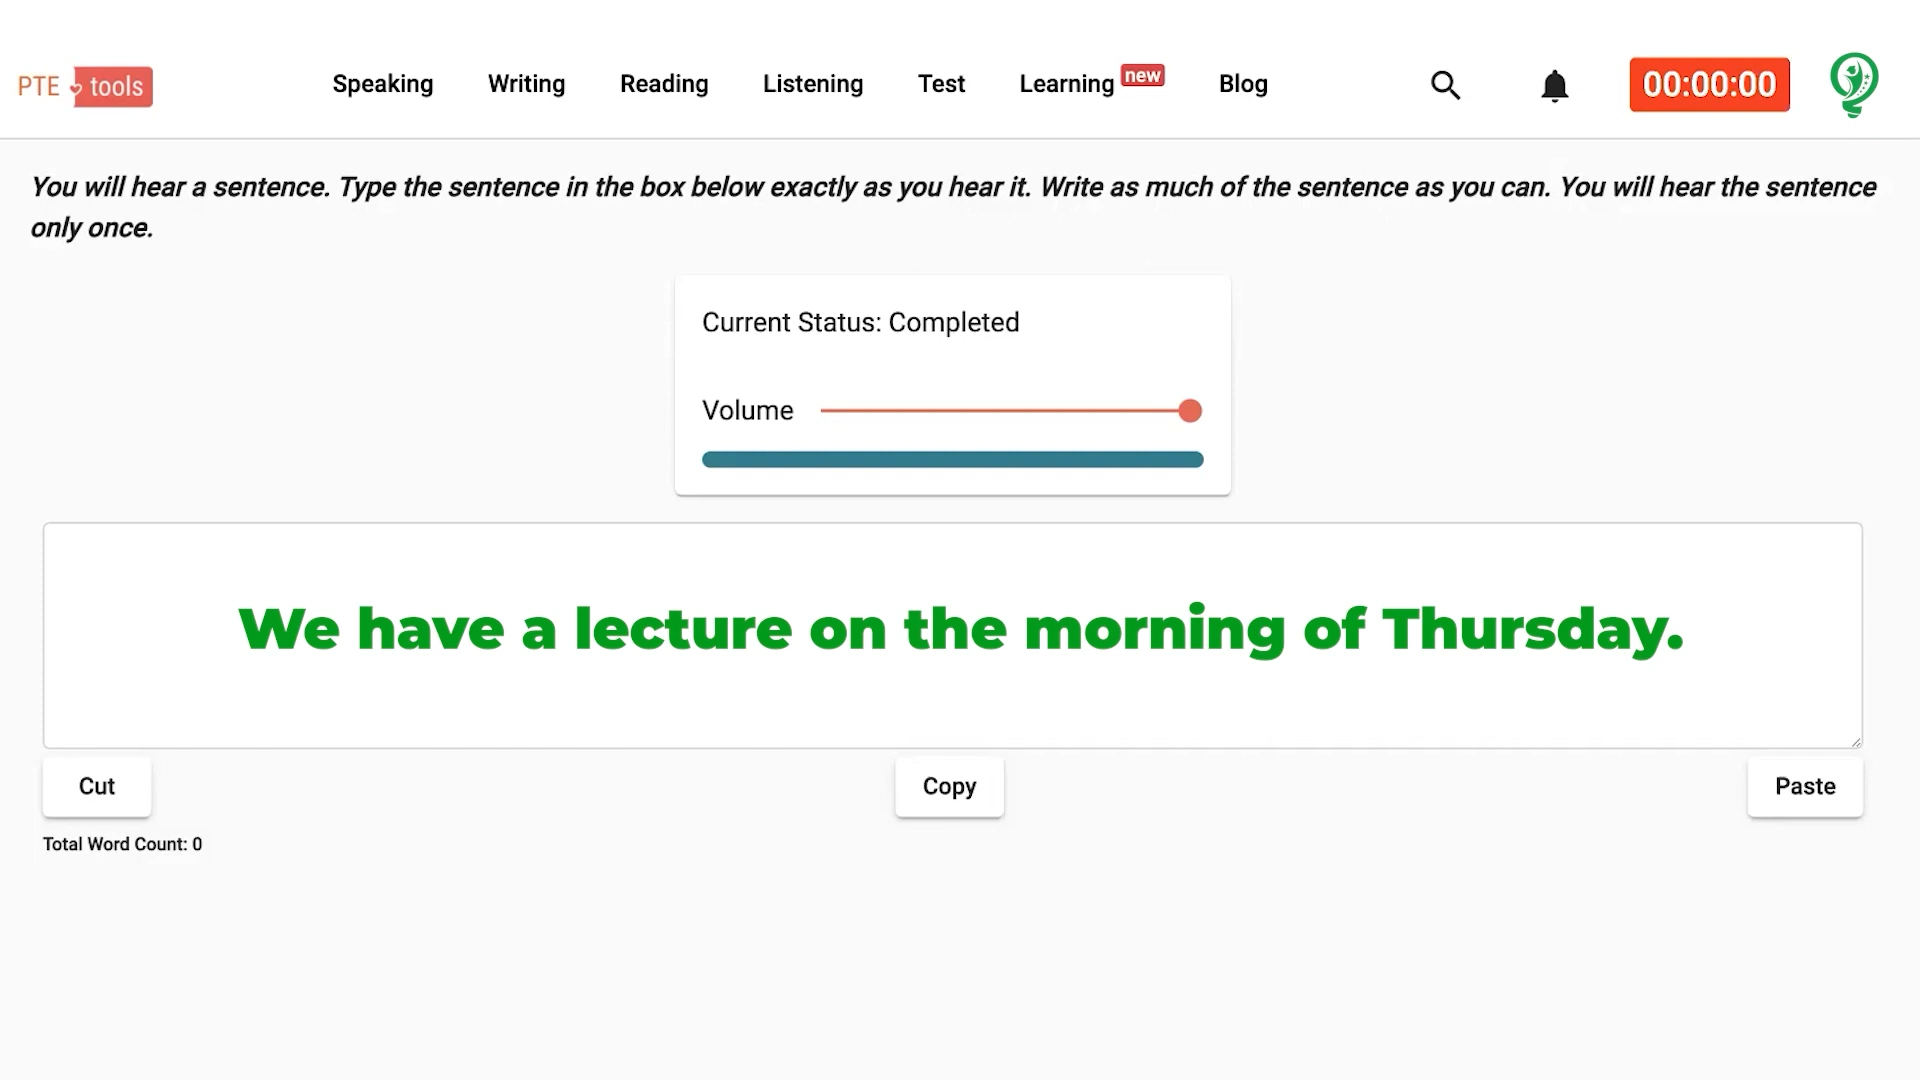 PTE tools
Speaking Writing Reading Listening Test Learning new Blog
00:00:00
You will hear a sentence. Type the sentence in the box below exactly as you hear it. Write as much of the sentence as you can. You will hear the sentence
only once.
Current Status: Completed
Volume
We have a lecture on the morning of Thursday.
Cut Copy Paste
Total Word Count: 0